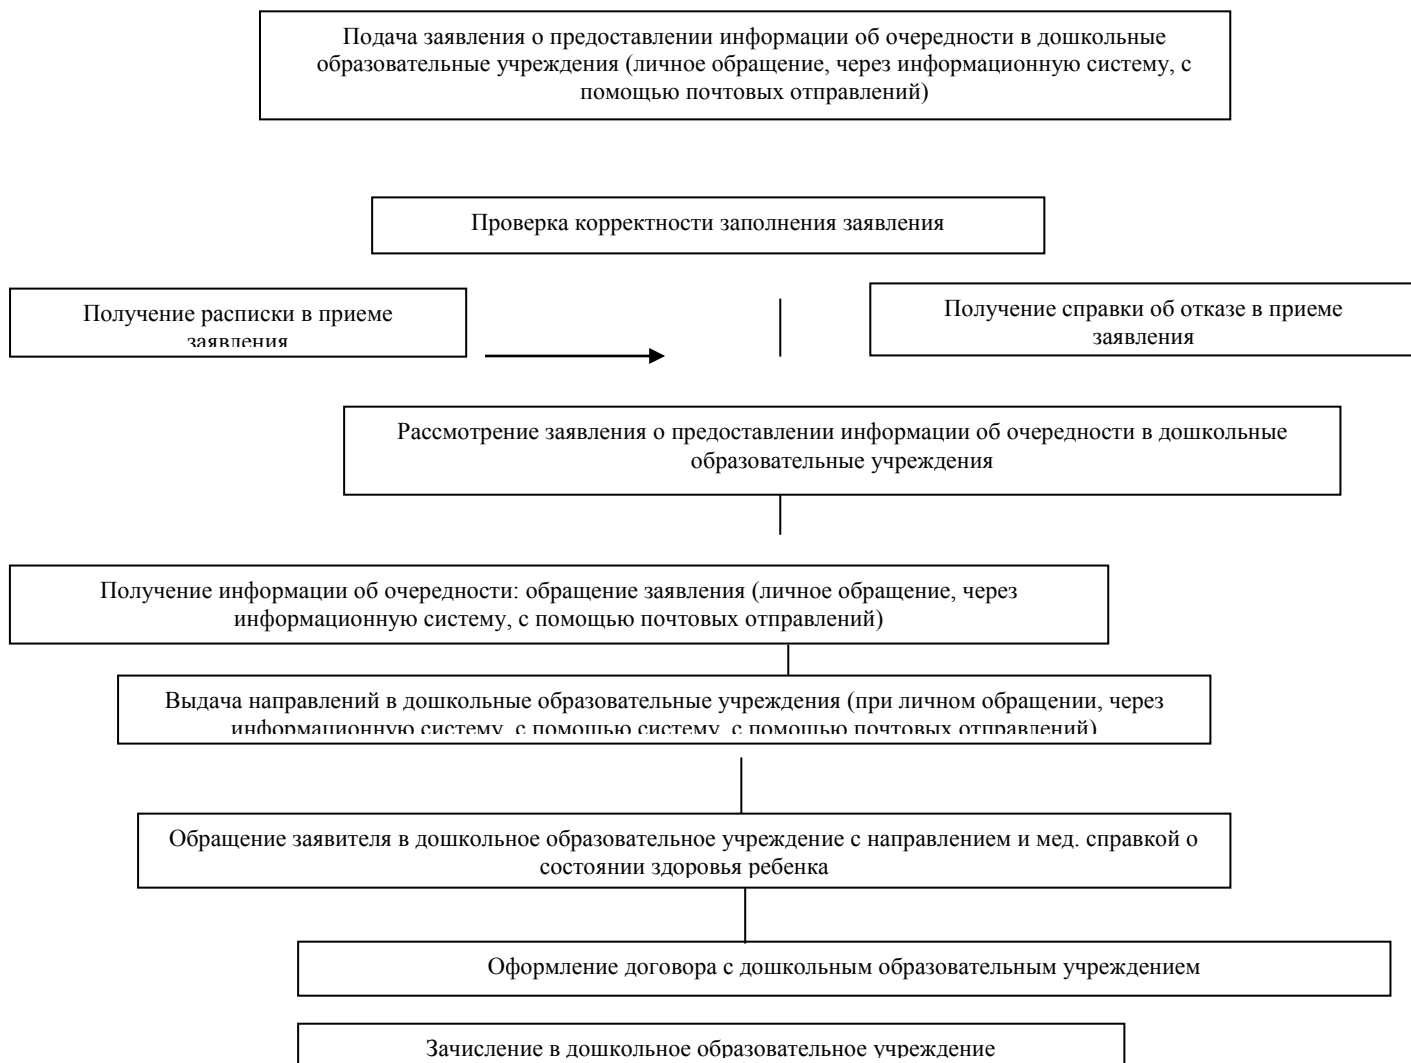 Подача заявления о предоставлении информации об очередности в дошкольные
образовательные учреждения (личное обращение, через информационную систему, с
помощью почтовых отправлений)
Проверка корректности заполнения заявления
Получение расписки в приеме
заявления
Получение справки об отказе в приеме
заявления
Рассмотрение заявления о предоставлении информации об очередности в дошкольные
образовательные учреждения
Получение информации об очередности: обращение заявления (личное обращение, через
информационную систему, с помощью почтовых отправлений)
Выдача направлений в дошкольные образовательные учреждения (при личном обращении, через
информационную систему, с помощью систему, с помощью почтовых отправлений)
Обращение заявителя в дошкольное образовательное учреждение с направлением и мед. справкой о
состоянии здоровья ребенка
Оформление договора с дошкольным образовательным учреждением
Зачисление в дошкольное образовательное учреждение